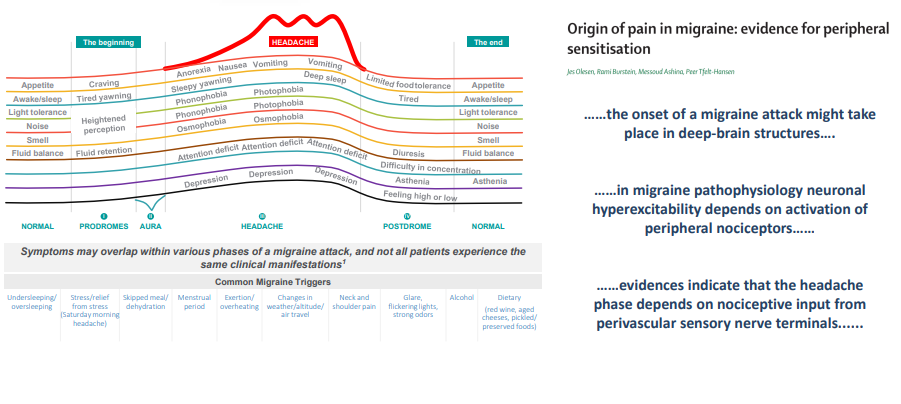 The beginning
HEADACHE
The end
Anorexia Nausea Vomiting Vomiting
Appetite Craving Sleepy yawning Deep sleep Limited foodtolerance Appetite
Awake/sleep Tired yawning Phonophobia Photophobia Tired Awake/sleep
Light tolerance Heightened perception Phonophobia Photophobia Light tolerance
Noise Osmophobia Osmophobia Noise
Smell Smell
Fluid balance Fluid retention Attention deficit Attention deficit Attention deficit Diuresis Fluid balance
Difficulty in concentration
Depression Depression Depression Asthenia Asthenia
Feeling high or low
I II III IV
NORMAL PRODROMES AURA HEADACHE POSTDROME NORMAL
Symptoms may overlap within various phases of a migraine attack, and not all patients experience the
same clinical manifestations¹
Common Migraine Triggers
Undersleeping/
oversleeping
Stress/relief
from stress
(Saturday morning
headache)
Skipped meal/
dehydration
Menstrual
period
Exertion/
overheating
Changes in
weather/altitude/
air travel
Neck and
shoulder pain
Glare,
flickering lights,
strong odors
Alcohol
Dietary
(red wine, aged
cheeses, pickled/
preserved foods)
Origin of pain in migraine: evidence for peripheral
sensitisation
Jes Olesen, Rami Burstein, Messoud Ashina, Peer Tfelt-Hansen
……the onset of a migraine attack might take
place in deep-brain structures….
……in migraine pathophysiology neuronal
hyperexcitability depends on activation of
peripheral nociceptors……
……evidences indicate that the headache
phase depends on nociceptive input from
perivascular sensory nerve terminals……